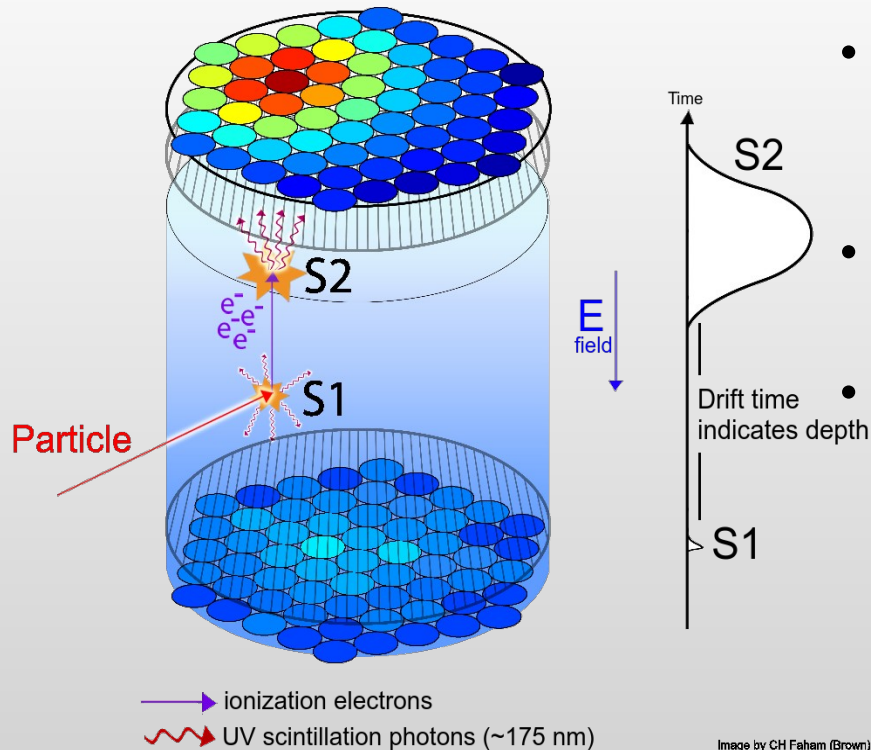 Time
S2
S2
e-
e-
e-
e-
e-
E
field
S1
Drift time
indicates depth
Particle
S1
ionization electrons
UV scintillation photons (~175 nm)
Image by CH Faham (Brown)